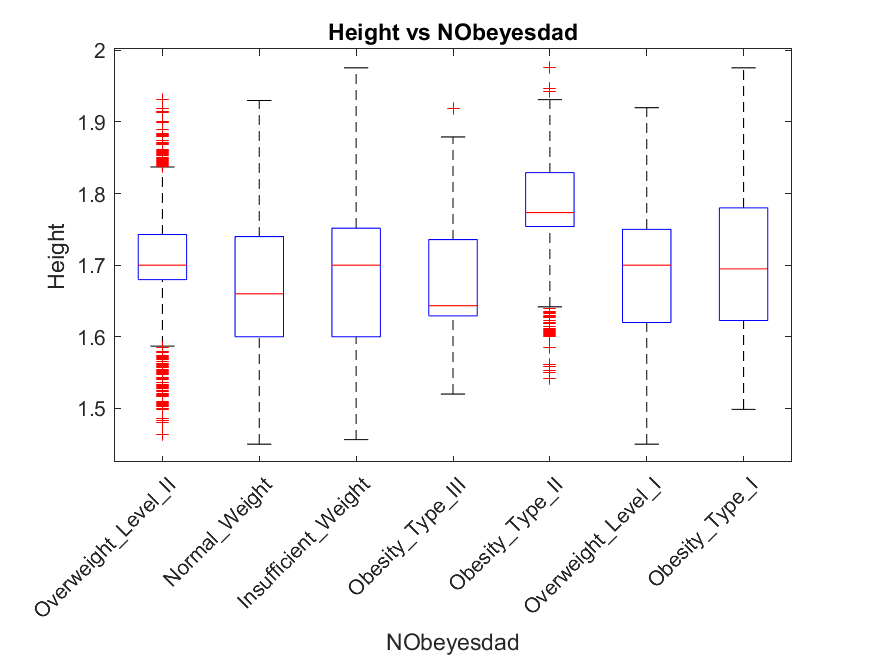 Height vs NObeyesdad
Height
2
1.9
1.8
1.7
1.6
1.5
Overweight_Level_II
Normal_Weight
Insufficient_Weight
Obesity_Type_III
Obesity_Type_II
Overweight_Level_I
Obesity_Type_I
NObeyesdad